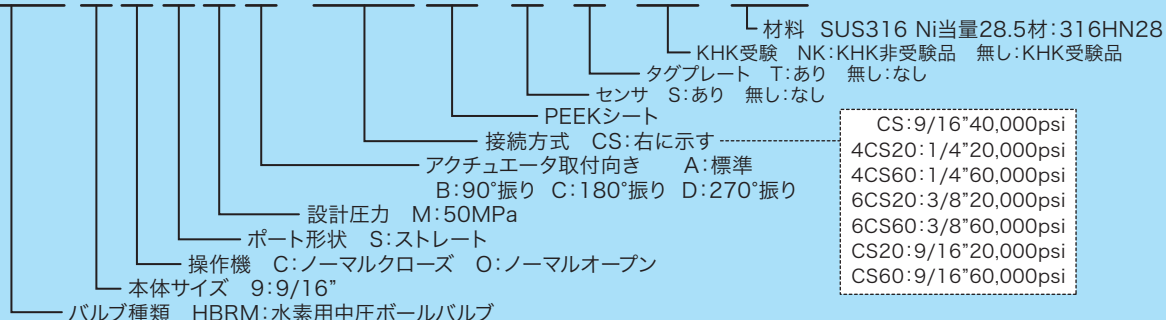 材料　SUS316 Ni当量28.5材：316HN28
KHK受験　NK：KHK非受験品　無し：KHK受験品
タグプレート　T：あり　無し：なし
センサ　S：あり　無し：なし
PEEKシート
接続方式　CS：右に示す
アクチュエータ取付向き　A：標準
B：90°振り　C：180°振り　D：270°振り
設計圧力　M：50MPa
ポート形状　S：ストレート
操作機　C：ノーマルクローズ　O：ノーマルオープン
本体サイズ　9：9/16”
バルブ種類　HBRM：水素用中圧ボールバルブ
CS：9/16”40,000psi
4CS20：1/4”20,000psi
4CS60：1/4”60,000psi
6CS20：3/8”20,000psi
6CS60：3/8”60,000psi
CS20：9/16”20,000psi
CS60：9/16”60,000psi